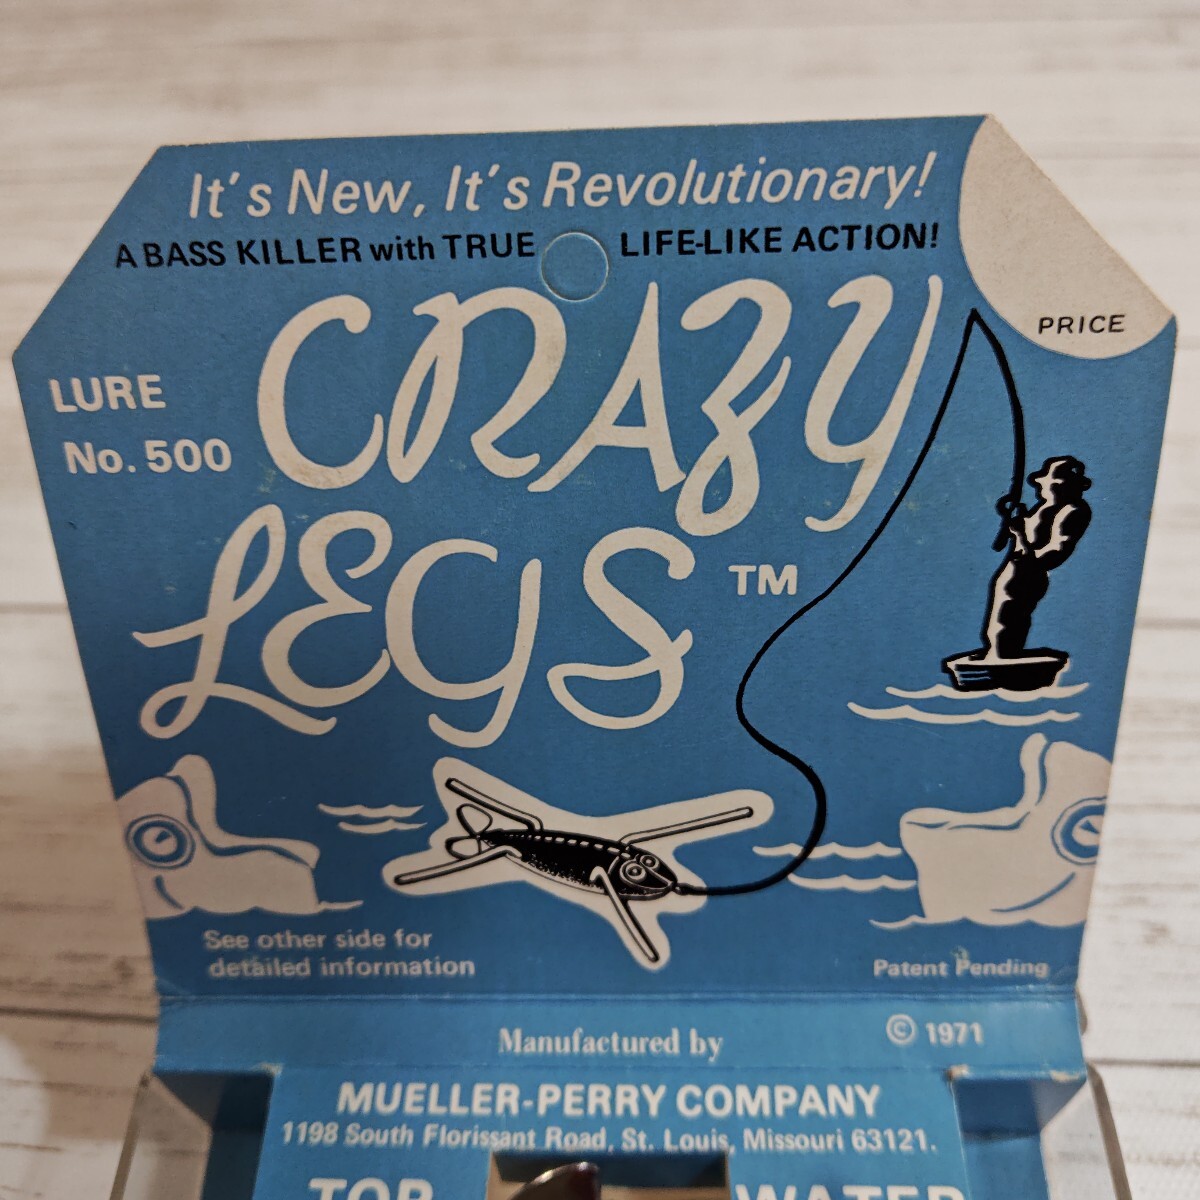 It's New, It's Revolutionary!
A BASS KILLER with TRUE LIFE-LIKE ACTION!
PRICE
LURE
No. 500
CRAZY
LEGS ™
See other side for
detailed information
Patent Pending
Manufactured by
© 1971
MUELLER-PERRY COMPANY
1198 South Florissant Road, St. Louis, Missouri 63121.
TOP WATER